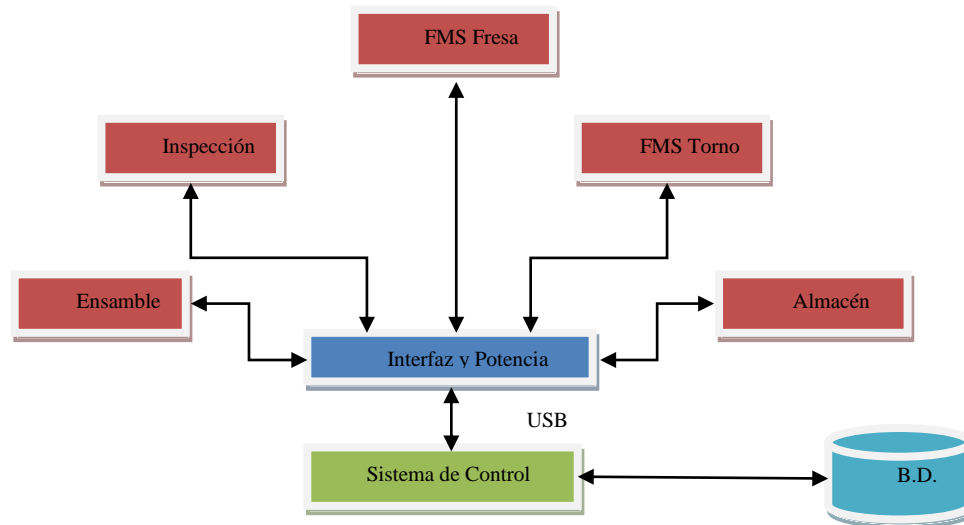 FMS Fresa
Inspección
FMS Torno
Ensamble
Almacén
Interfaz y Potencia
USB
Sistema de Control
B.D.